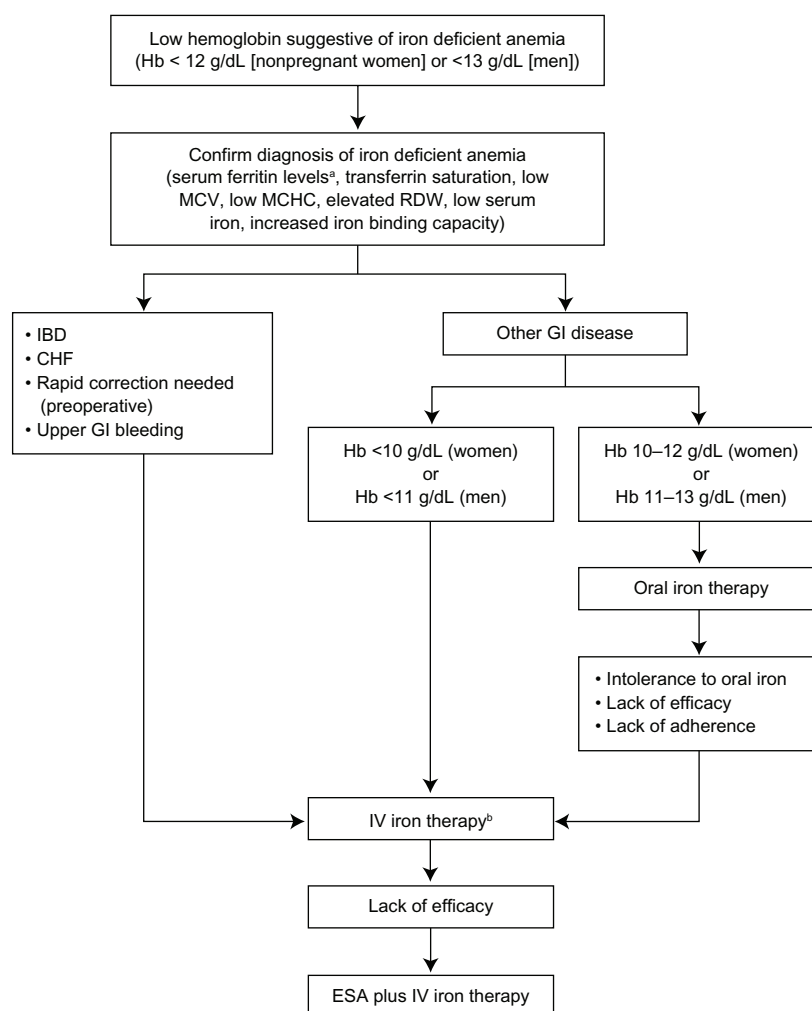 Low hemoglobin suggestive of iron deficient anemia
(Hb < 12 g/dL [nonpregnant women] or <13 g/dL [men])
Confirm diagnosis of iron deficient anemia
(serum ferritin levelsᵃ, transferrin saturation, low
MCV, low MCHC, elevated RDW, low serum
iron, increased iron binding capacity)
• IBD
• CHF
• Rapid correction needed
(preoperative)
• Upper GI bleeding
Other GI disease
Hb <10 g/dL (women)
or
Hb <11 g/dL (men)
Hb 10–12 g/dL (women)
or
Hb 11–13 g/dL (men)
Oral iron therapy
• Intolerance to oral iron
• Lack of efficacy
• Lack of adherence
IV iron therapyᵇ
Lack of efficacy
ESA plus IV iron therapy